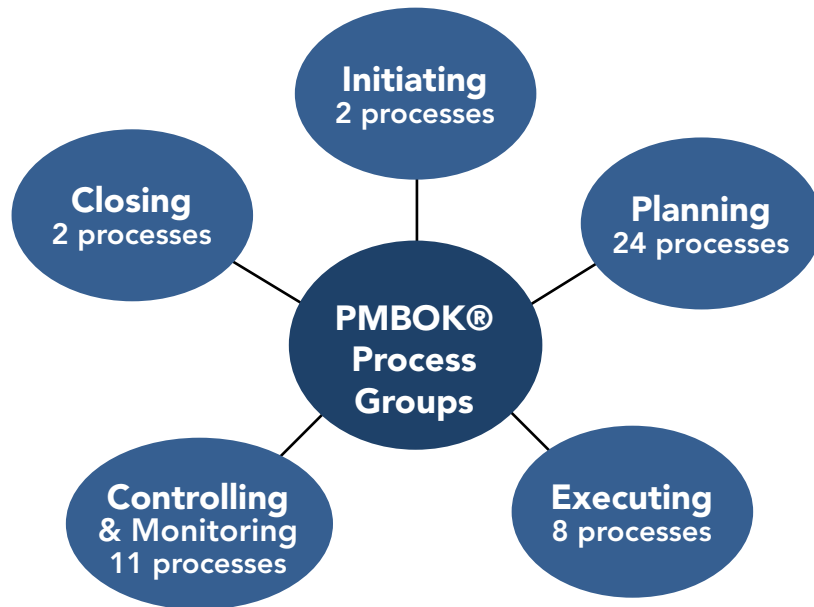 Initiating
2 processes
Closing
2 processes
Planning
24 processes
PMBOK®
Process
Groups
Controlling
& Monitoring
11 processes
Executing
8 processes